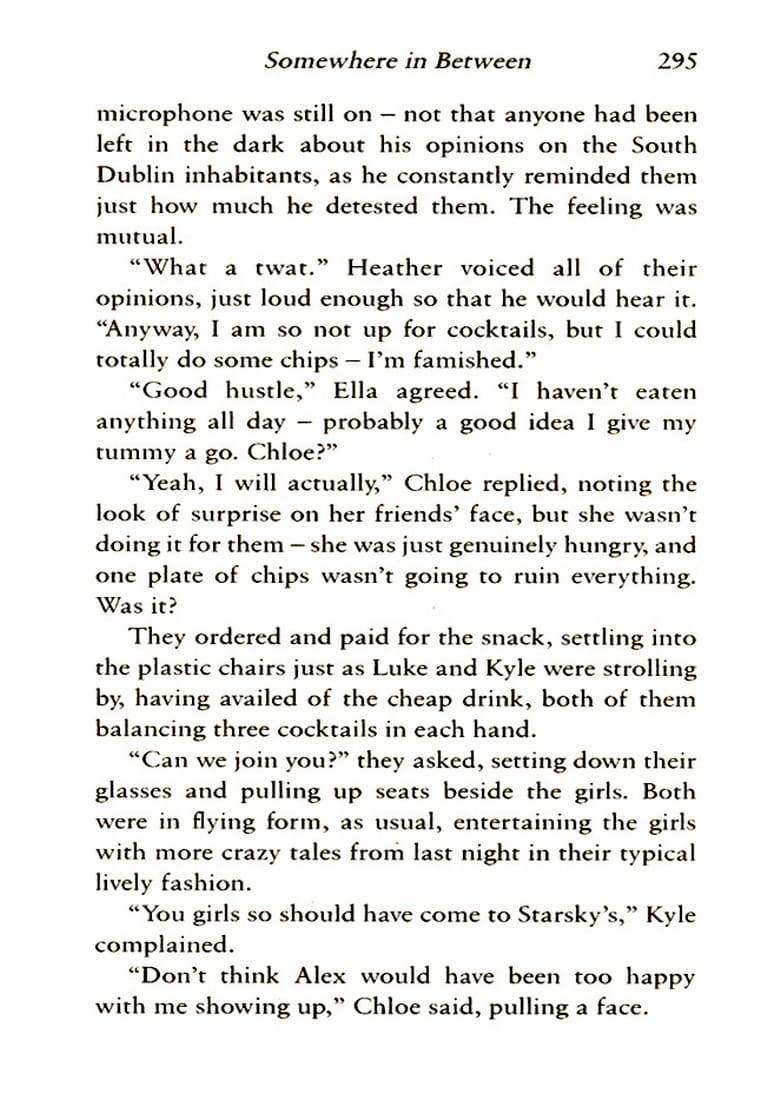 Somewhere in Between 295
microphone was still on – not that anyone had been
left in the dark about his opinions on the South
Dublin inhabitants, as he constantly reminded them
just how much he detested them. The feeling was
mutual.
“What a twat.” Heather voiced all of their
opinions, just loud enough so that he would hear it.
“Anyway, I am so not up for cocktails, but I could
totally do some chips – I’m famished.”
“Good hustle,” Ella agreed. “I haven’t eaten
anything all day – probably a good idea I give my
tummy a go. Chloe?”
“Yeah, I will actually,” Chloe replied, noting the
look of surprise on her friends’ face, but she wasn’t
doing it for them – she was just genuinely hungry, and
one plate of chips wasn’t going to ruin everything.
Was it?
They ordered and paid for the snack, settling into
the plastic chairs just as Luke and Kyle were strolling
by, having availed of the cheap drink, both of them
balancing three cocktails in each hand.
“Can we join you?” they asked, setting down their
glasses and pulling up seats beside the girls. Both
were in flying form, as usual, entertaining the girls
with more crazy tales from last night in their typical
lively fashion.
“You girls so should have come to Starsky’s,” Kyle
complained.
“Don’t think Alex would have been too happy
with me showing up,” Chloe said, pulling a face.